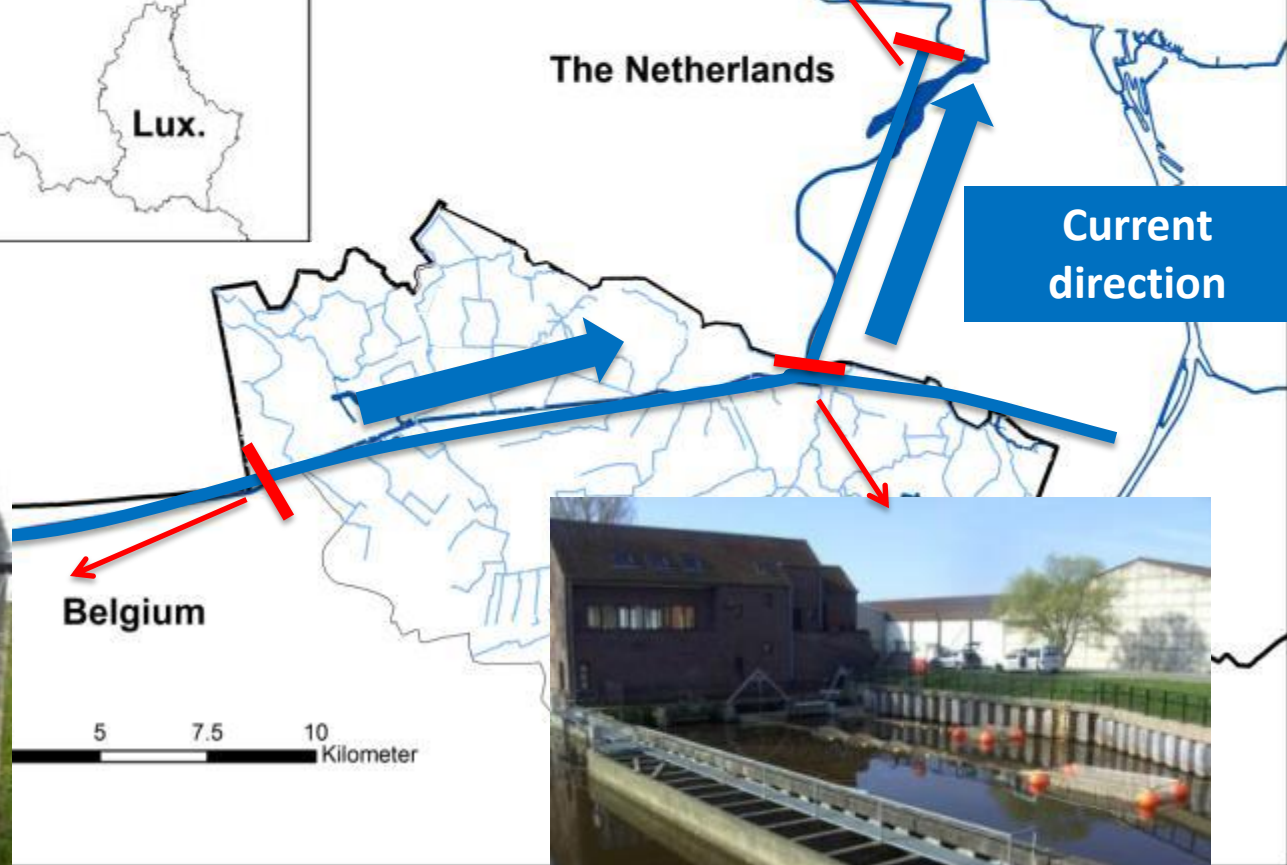 The Netherlands
Lux.
Current
direction
Belgium
5 7.5 10
Kilometer